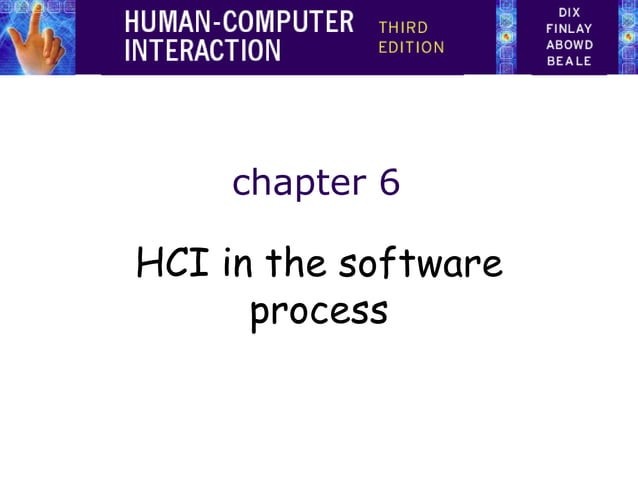 HUMAN-COMPUTER
INTERACTION
THIRD
EDITION
DIX
FINLAY
ABOWD
BEALE
chapter 6
HCI in the software
process